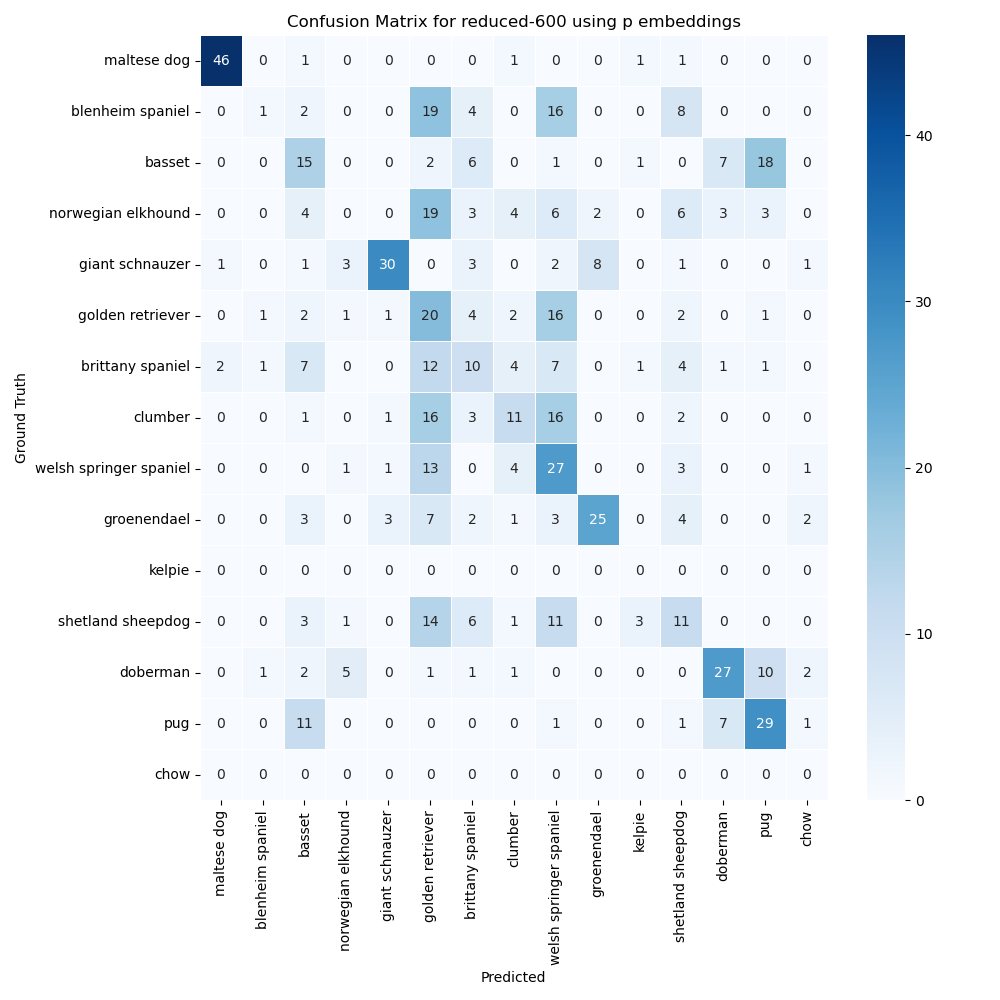 Confusion Matrix for reduced-600 using p embeddings
Ground Truth
maltese dog 46 0 1 0 0 0 0 1 0 0 1 1 0 0 0
blenheim spaniel 0 1 2 0 0 19 4 0 16 0 0 8 0 0 0
basset 0 0 15 0 0 2 6 0 1 0 1 0 7 18 0
norwegian elkhound 0 0 4 0 0 19 3 4 6 2 0 6 3 3 0
giant schnauzer 1 0 1 3 30 0 3 0 2 8 0 1 0 0 1
golden retriever 0 1 2 1 1 20 4 2 16 0 0 2 0 1 0
brittany spaniel 2 1 7 0 0 12 10 4 7 0 1 4 1 1 0
clumber 0 0 1 0 1 16 3 11 16 0 0 2 0 0 0
welsh springer spaniel 0 0 0 1 1 13 0 4 27 0 0 3 0 0 1
groenendael 0 0 3 0 3 7 2 1 3 25 0 4 0 0 2
kelpie 0 0 0 0 0 0 0 0 0 0 0 0 0 0 0
shetland sheepdog 0 0 3 1 0 14 6 1 11 0 3 11 0 0 0
doberman 0 1 2 5 0 1 1 1 0 0 0 0 27 10 2
pug 0 0 11 0 0 0 0 0 1 0 0 1 7 29 1
chow 0 0 0 0 0 0 0 0 0 0 0 0 0 0 0
maltese dog
blenheim spaniel
basset
norwegian elkhound
giant schnauzer
golden retriever
brittany spaniel
clumber
welsh springer spaniel
groenendael
kelpie
shetland sheepdog
doberman
pug
chow
Predicted
40
30
20
10
0